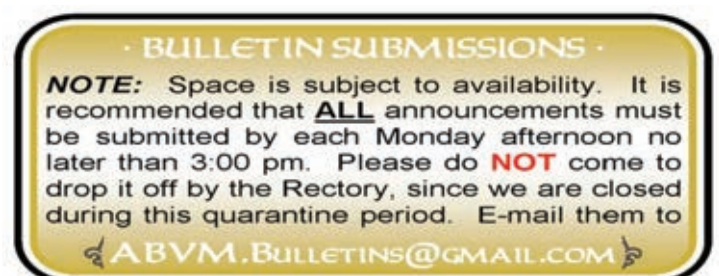 · BULLETIN SUBMISSIONS ·
NOTE: Space is subject to availability. It is
recommended that ALL announcements must
be submitted by each Monday afternoon no
later than 3:00 pm. Please do NOT come to
drop it off by the Rectory, since we are closed
during this quarantine period. E-mail them to
ABVM.BULLETINS@GMAIL.COM